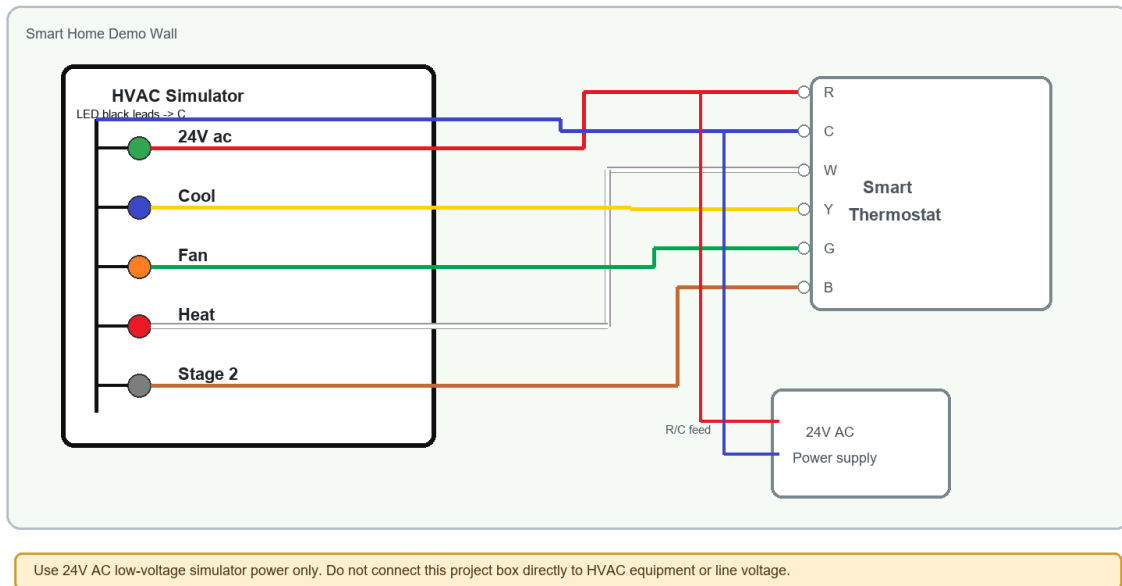 Smart Home Demo Wall
HVAC Simulator
LED black leads -> C
24V ac
Cool
Fan
Heat
Stage 2
R
C
W
Y
G
B
Smart
Thermostat
R/C feed
24V AC
Power supply
Use 24V AC low-voltage simulator power only. Do not connect this project box directly to HVAC equipment or line voltage.